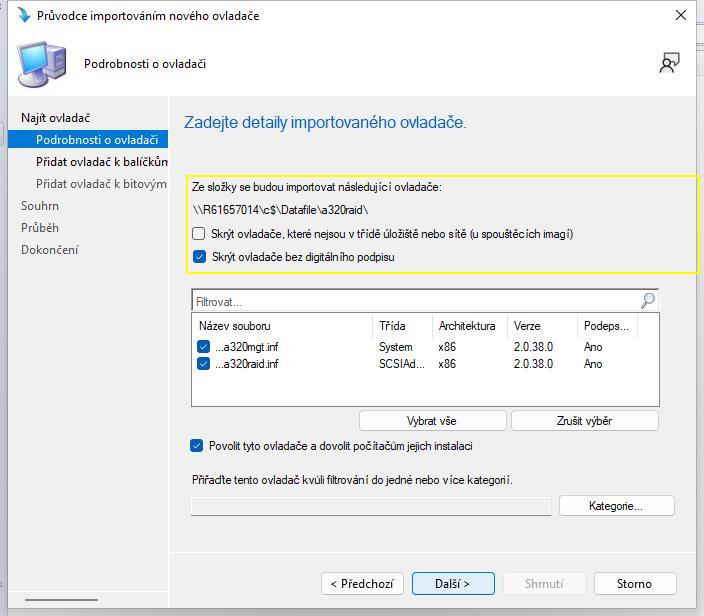 Průvodce importováním nového ovladače
Podrobnosti o ovladači
Najít ovladač
Podrobnosti o ovladači
Přidat ovladač k balíčkům
Přidat ovladač k bitovým
Souhrn
Průběh
Dokončení
Zadejte detaily importovaného ovladače.
Ze složky se budou importovat následující ovladače:
\\R61657014\c$\Datafile\a320raid\
Skrýt ovladače, které nejsou v třídě úložiště nebo sítě (u spouštěcích imagí)
Skrýt ovladače bez digitálního podpisu
Filtrovat...
Název souboru Třída Architektura Verze Podeps...
...a320mgt.inf System x86 2.0.38.0 Ano
...a320raid.inf SCSIAd... x86 2.0.38.0 Ano
Vybrat vše Zrušit výběr
Povolit tyto ovladače a dovolit počítačům jejich instalaci
Přiřaďte tento ovladač kvůli filtrování do jedné nebo více kategorií.
Kategorie...
< Předchozí Další > Shrnutí Storno